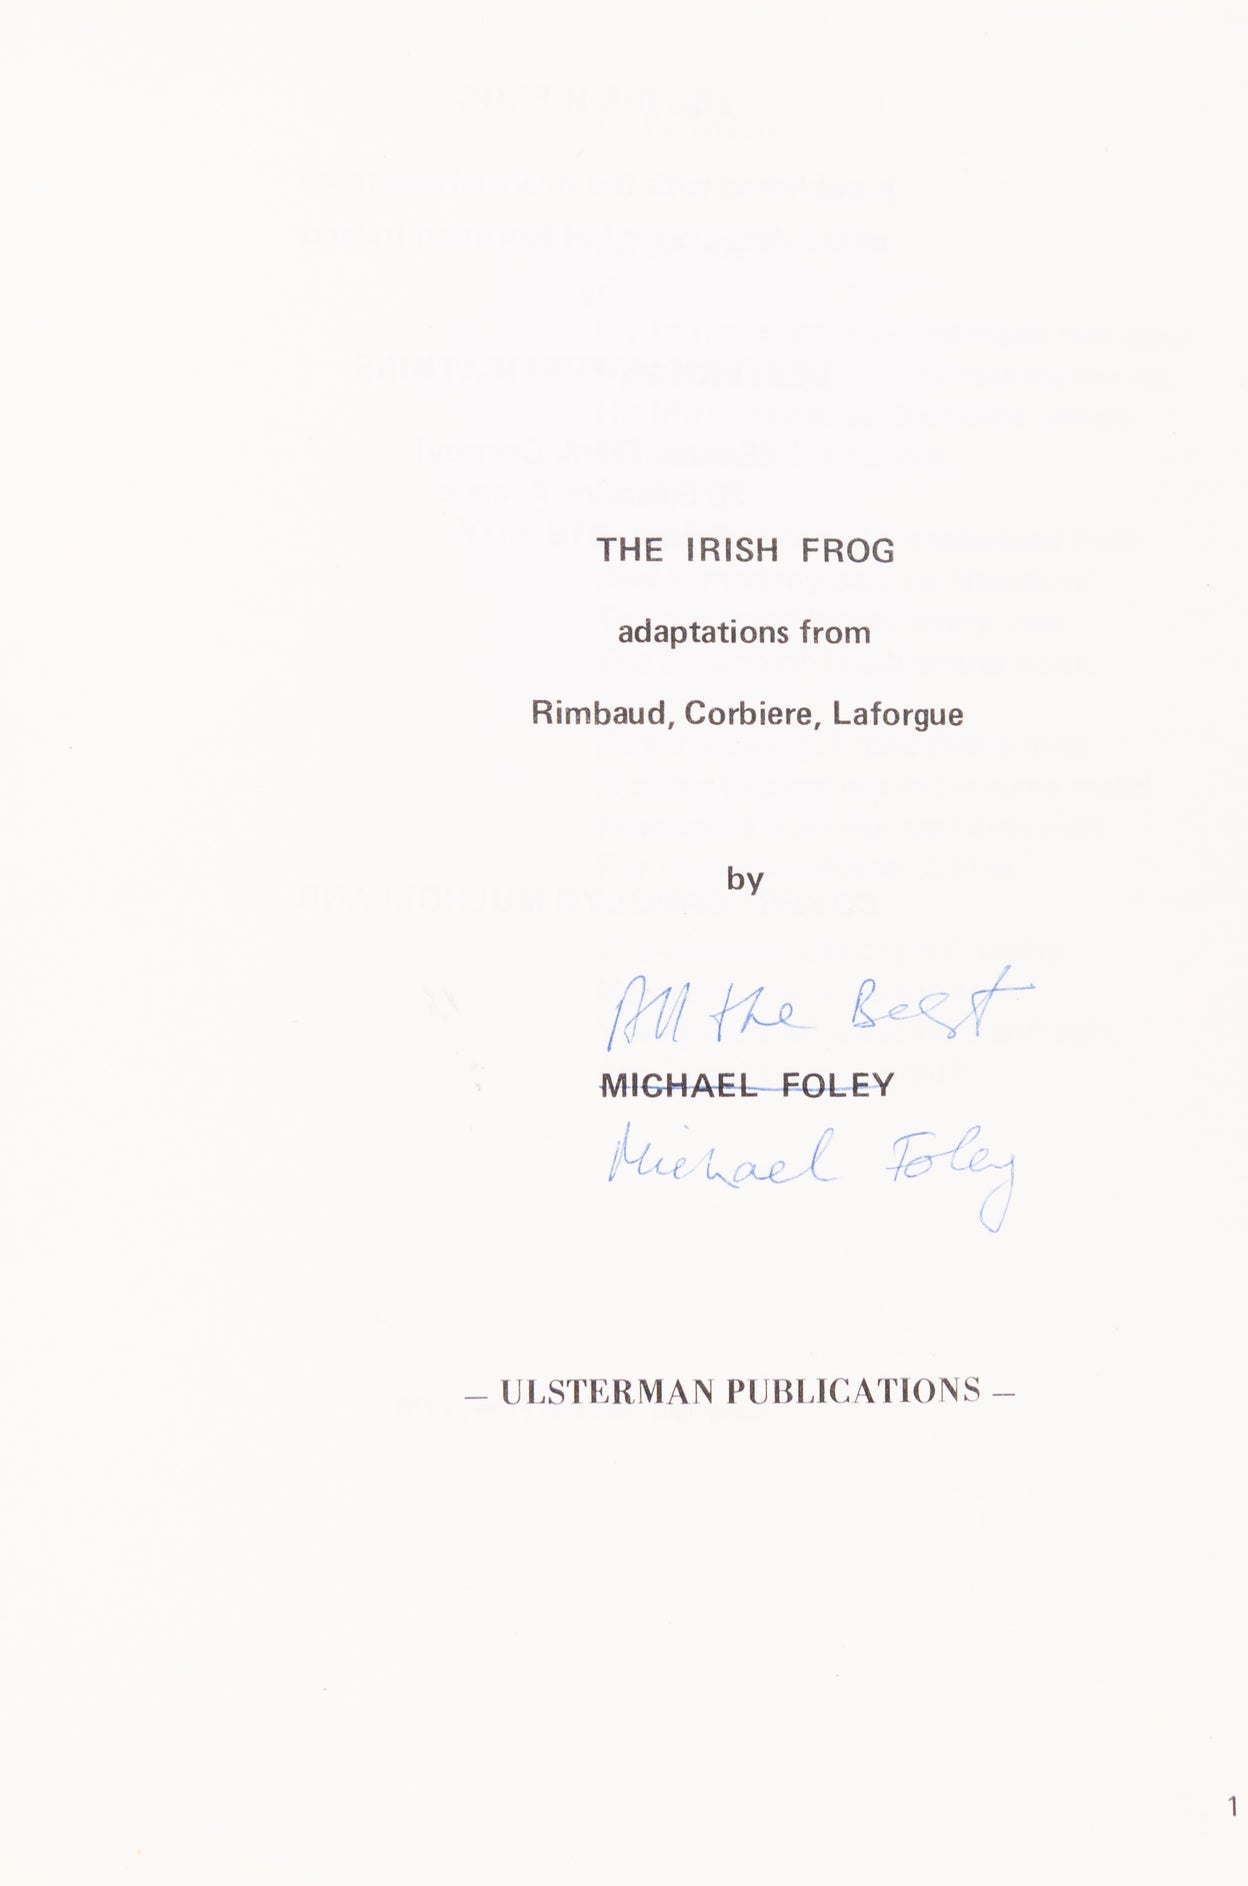 THE IRISH FROG
adaptations from
Rimbaud, Corbiere, Laforgue
by
All the Best
MICHAEL FOLEY
Michael Foley
— ULSTERMAN PUBLICATIONS —
1